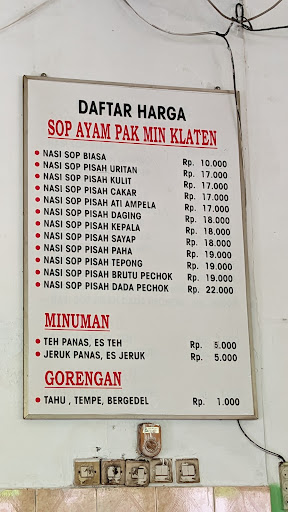 DAFTAR HARGA
SOP AYAM PAK MIN KLATEN
• NASI SOP BIASA Rp. 10.000
• NASI SOP PISAH URITAN Rp. 17.000
• NASI SOP PISAH KULIT Rp. 17.000
• NASI SOP PISAH CAKAR Rp. 17.000
• NASI SOP PISAH ATI AMPELA Rp. 17.000
• NASI SOP PISAH DAGING Rp. 18.000
• NASI SOP PISAH KEPALA Rp. 18.000
• NASI SOP PISAH SAYAP Rp. 18.000
• NASI SOP PISAH PAHA Rp. 19.000
• NASI SOP PISAH TEPONG Rp. 19.000
• NASI SOP PISAH BRUTU PECHOK Rp. 19.000
• NASI SOP PISAH DADA PECHOK Rp. 22.000
MINUMAN
• TEH PANAS, ES TEH Rp. 5.000
• JERUK PANAS, ES JERUK Rp. 5.000
GORENGAN
• TAHU , TEMPE, BERGEDEL Rp. 1.000